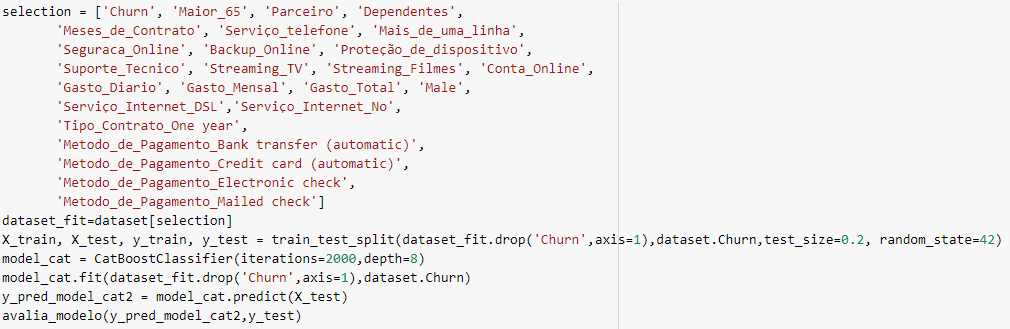 selection = ['Churn', 'Maior_65', 'Parceiro', 'Dependentes',
'Meses_de_Contrato', 'Serviço_telefone', 'Mais_de_uma_linha',
'Seguraca_Online', 'Backup_Online', 'Proteção_de_dispositivo',
'Suporte_Tecnico', 'Streaming_TV', 'Streaming_Filmes', 'Conta_Online',
'Gasto_Diario', 'Gasto_Mensal', 'Gasto_Total', 'Male',
'Serviço_Internet_DSL','Serviço_Internet_No',
'Tipo_Contrato_One year',
'Metodo_de_Pagamento_Bank transfer (automatic)',
'Metodo_de_Pagamento_Credit card (automatic)',
'Metodo_de_Pagamento_Electronic check',
'Metodo_de_Pagamento_Mailed check']
dataset_fit=dataset[selection]
X_train, X_test, y_train, y_test = train_test_split(dataset_fit.drop('Churn',axis=1),dataset.Churn,test_size=0.2, random_state=42)
model_cat = CatBoostClassifier(iterations=2000,depth=8)
model_cat.fit(dataset_fit.drop('Churn',axis=1),dataset.Churn)
y_pred_model_cat2 = model_cat.predict(X_test)
avalia_modelo(y_pred_model_cat2,y_test)